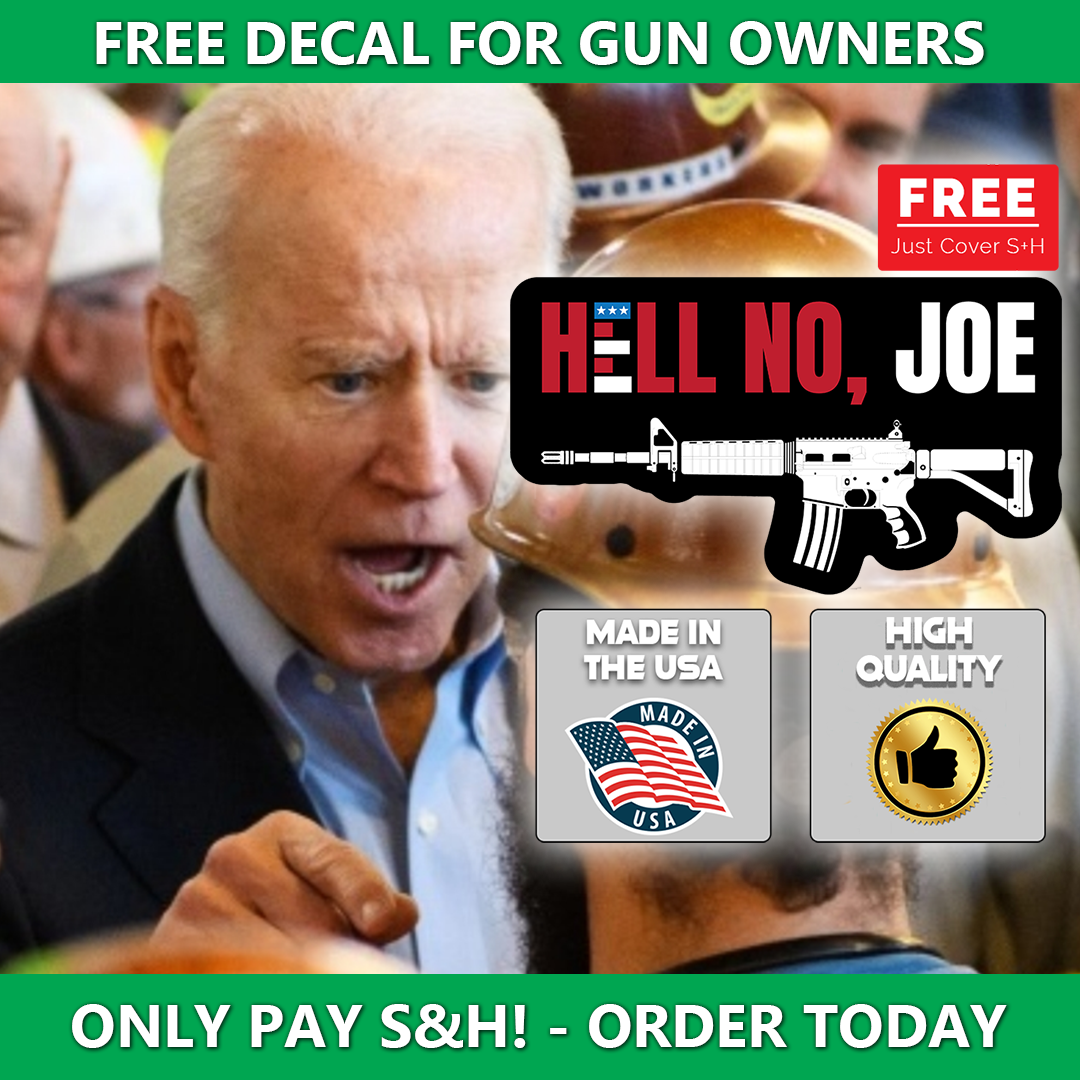 FREE DECAL FOR GUN OWNERS
WORKERS
FREE
Just Cover S+H
HELL NO, JOE
MADE IN
THE USA
HIGH
QUALITY
MADE IN
USA
ONLY PAY S&H! - ORDER TODAY